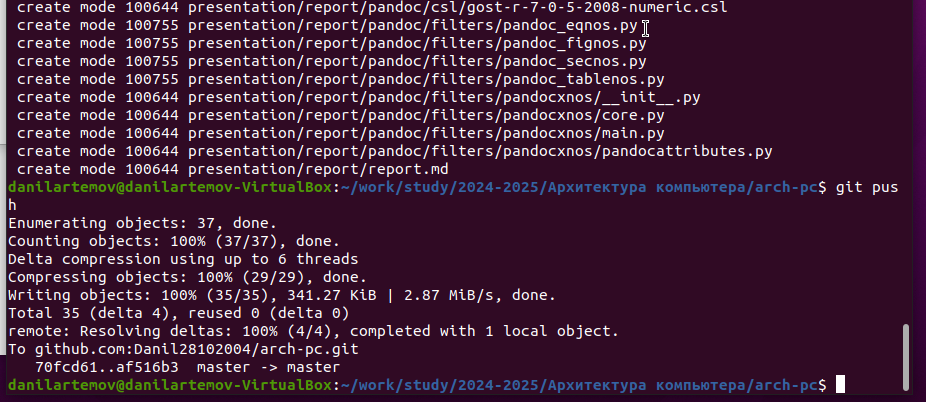 create mode 100644 presentation/report/pandoc/csl/gost-r-7-0-5-2008-numeric.csl
create mode 100755 presentation/report/pandoc/filters/pandoc_eqnos.py
create mode 100755 presentation/report/pandoc/filters/pandoc_fignos.py
create mode 100755 presentation/report/pandoc/filters/pandoc_secnos.py
create mode 100755 presentation/report/pandoc/filters/pandoc_tablenos.py
create mode 100644 presentation/report/pandoc/filters/pandocxnos/__init__.py
create mode 100644 presentation/report/pandoc/filters/pandocxnos/core.py
create mode 100644 presentation/report/pandoc/filters/pandocxnos/main.py
create mode 100644 presentation/report/pandoc/filters/pandocxnos/pandocattributes.py
create mode 100644 presentation/report/report.md
danilartemov@danilartemov-VirtualBox:~/work/study/2024-2025/Архитектура компьютера/arch-pc$ git pus
h
Enumerating objects: 37, done.
Counting objects: 100% (37/37), done.
Delta compression using up to 6 threads
Compressing objects: 100% (29/29), done.
Writing objects: 100% (35/35), 341.27 KiB | 2.87 MiB/s, done.
Total 35 (delta 4), reused 0 (delta 0)
remote: Resolving deltas: 100% (4/4), completed with 1 local object.
To github.com:Danil28102004/arch-pc.git
   70fcd61..af516b3  master -> master
danilartemov@danilartemov-VirtualBox:~/work/study/2024-2025/Архитектура компьютера/arch-pc$